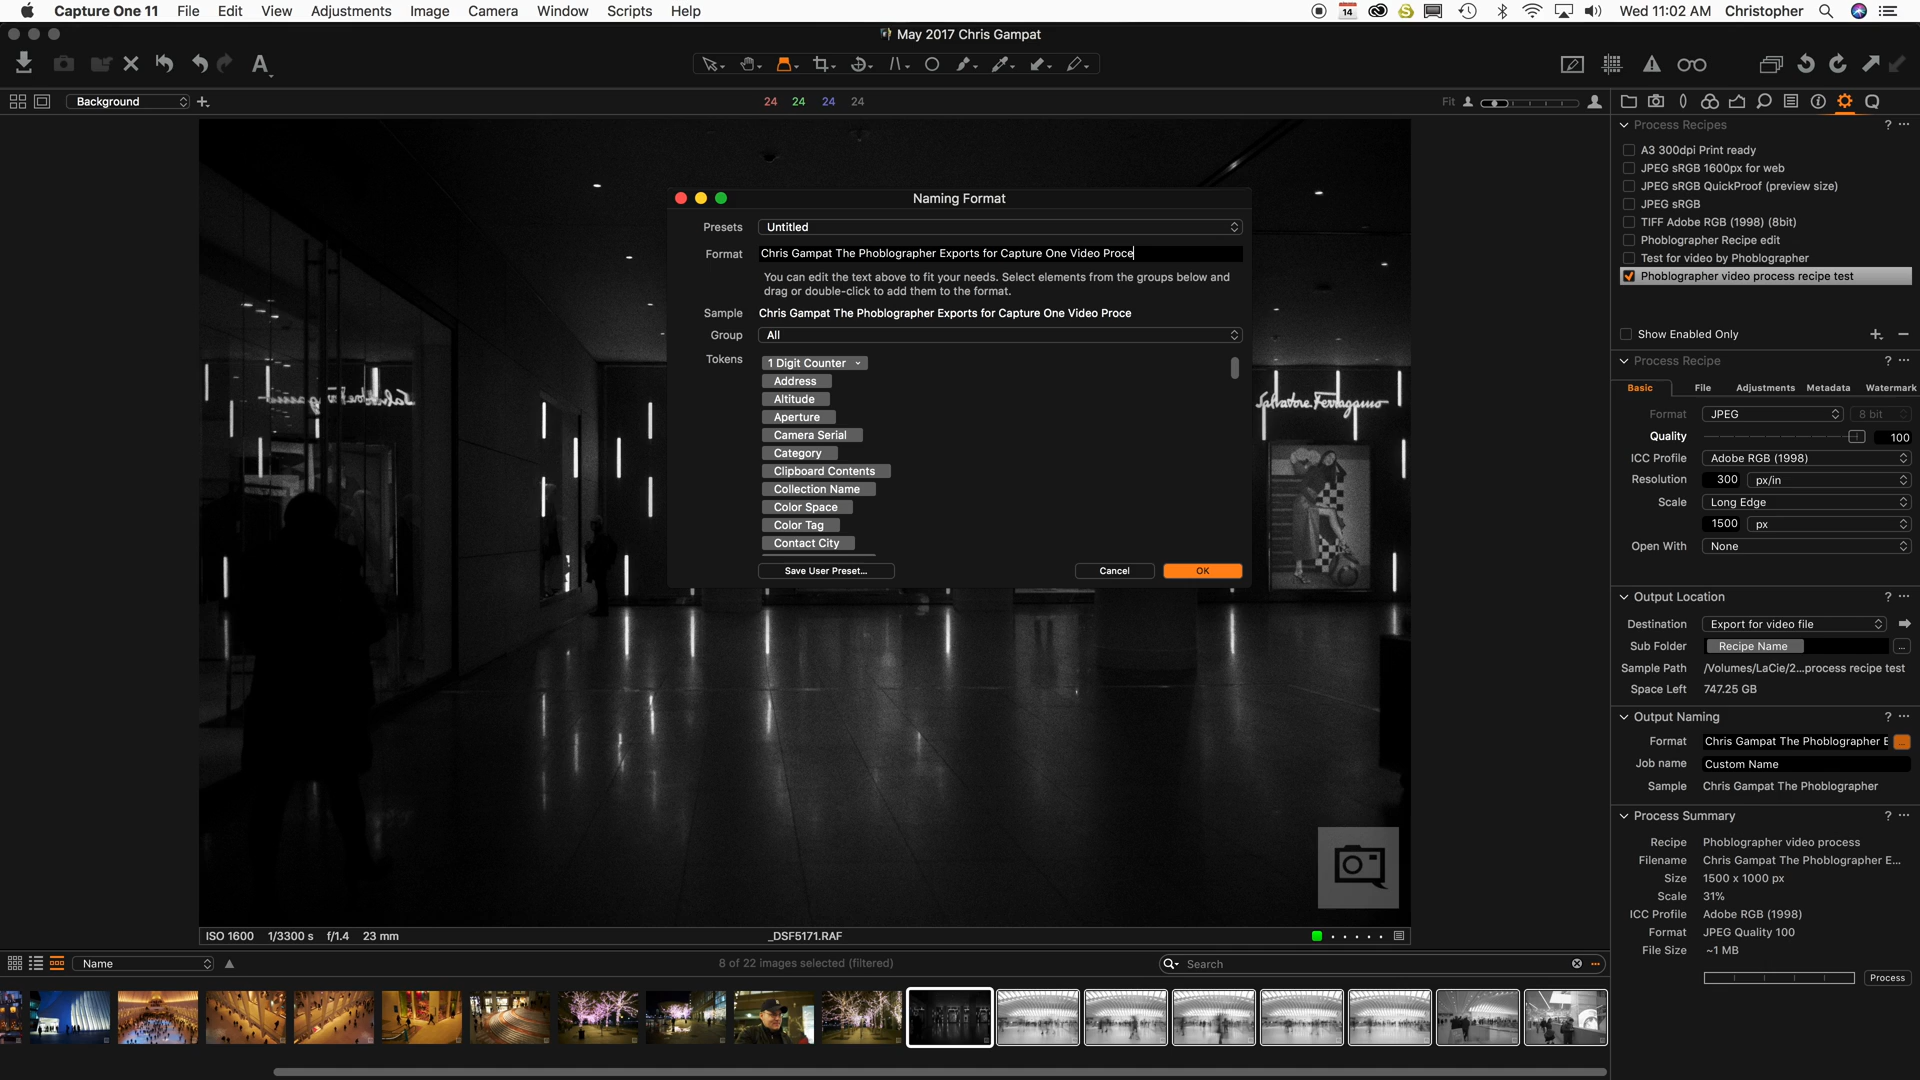 Capture One 11 File Edit View Adjustments Image Camera Window Scripts Help
14 Wed 11:02 AM Christopher
May 2017 Chris Gampat
A
Background 24 24 24 24 Fit
Naming Format
Presets Untitled
Format Chris Gampat The Phoblographer Exports for Capture One Video Proce
You can edit the text above to fit your needs. Select elements from the groups below and
drag or double-click to add them to the format.
Sample Chris Gampat The Phoblographer Exports for Capture One Video Proce
Group All
Tokens 1 Digit Counter
Address
Altitude
Aperture
Camera Serial
Category
Clipboard Contents
Collection Name
Color Space
Color Tag
Contact City
Save User Preset... Cancel OK
Salvatore Ferragamo
Process Recipes ? ...
A3 300dpi Print ready
JPEG sRGB 1600px for web
JPEG sRGB QuickProof (preview size)
JPEG sRGB
TIFF Adobe RGB (1998) (8bit)
Phoblographer Recipe edit
Test for video by Phoblographer
Phoblographer video process recipe test
Show Enabled Only + −
Process Recipe ? ...
Basic File Adjustments Metadata Watermark
Format JPEG 8 bit
Quality 100
ICC Profile Adobe RGB (1998)
Resolution 300 px/in
Scale Long Edge
1500 px
Open With None
Output Location ? ...
Destination Export for video file
Sub Folder Recipe Name ...
Sample Path /Volumes/LaCie/2...process recipe test
Space Left 747.25 GB
Output Naming ? ...
Format Chris Gampat The Phoblographer E ...
Job name Custom Name
Sample Chris Gampat The Phoblographer
Process Summary ? ...
Recipe Phoblographer video process
Filename Chris Gampat The Phoblographer E...
Size 1500 x 1000 px
Scale 31%
ICC Profile Adobe RGB (1998)
Format JPEG Quality 100
File Size ~1 MB
Process
ISO 1600 1/3300 s f/1.4 23 mm _DSF5171.RAF
Name 8 of 22 images selected (filtered) Search